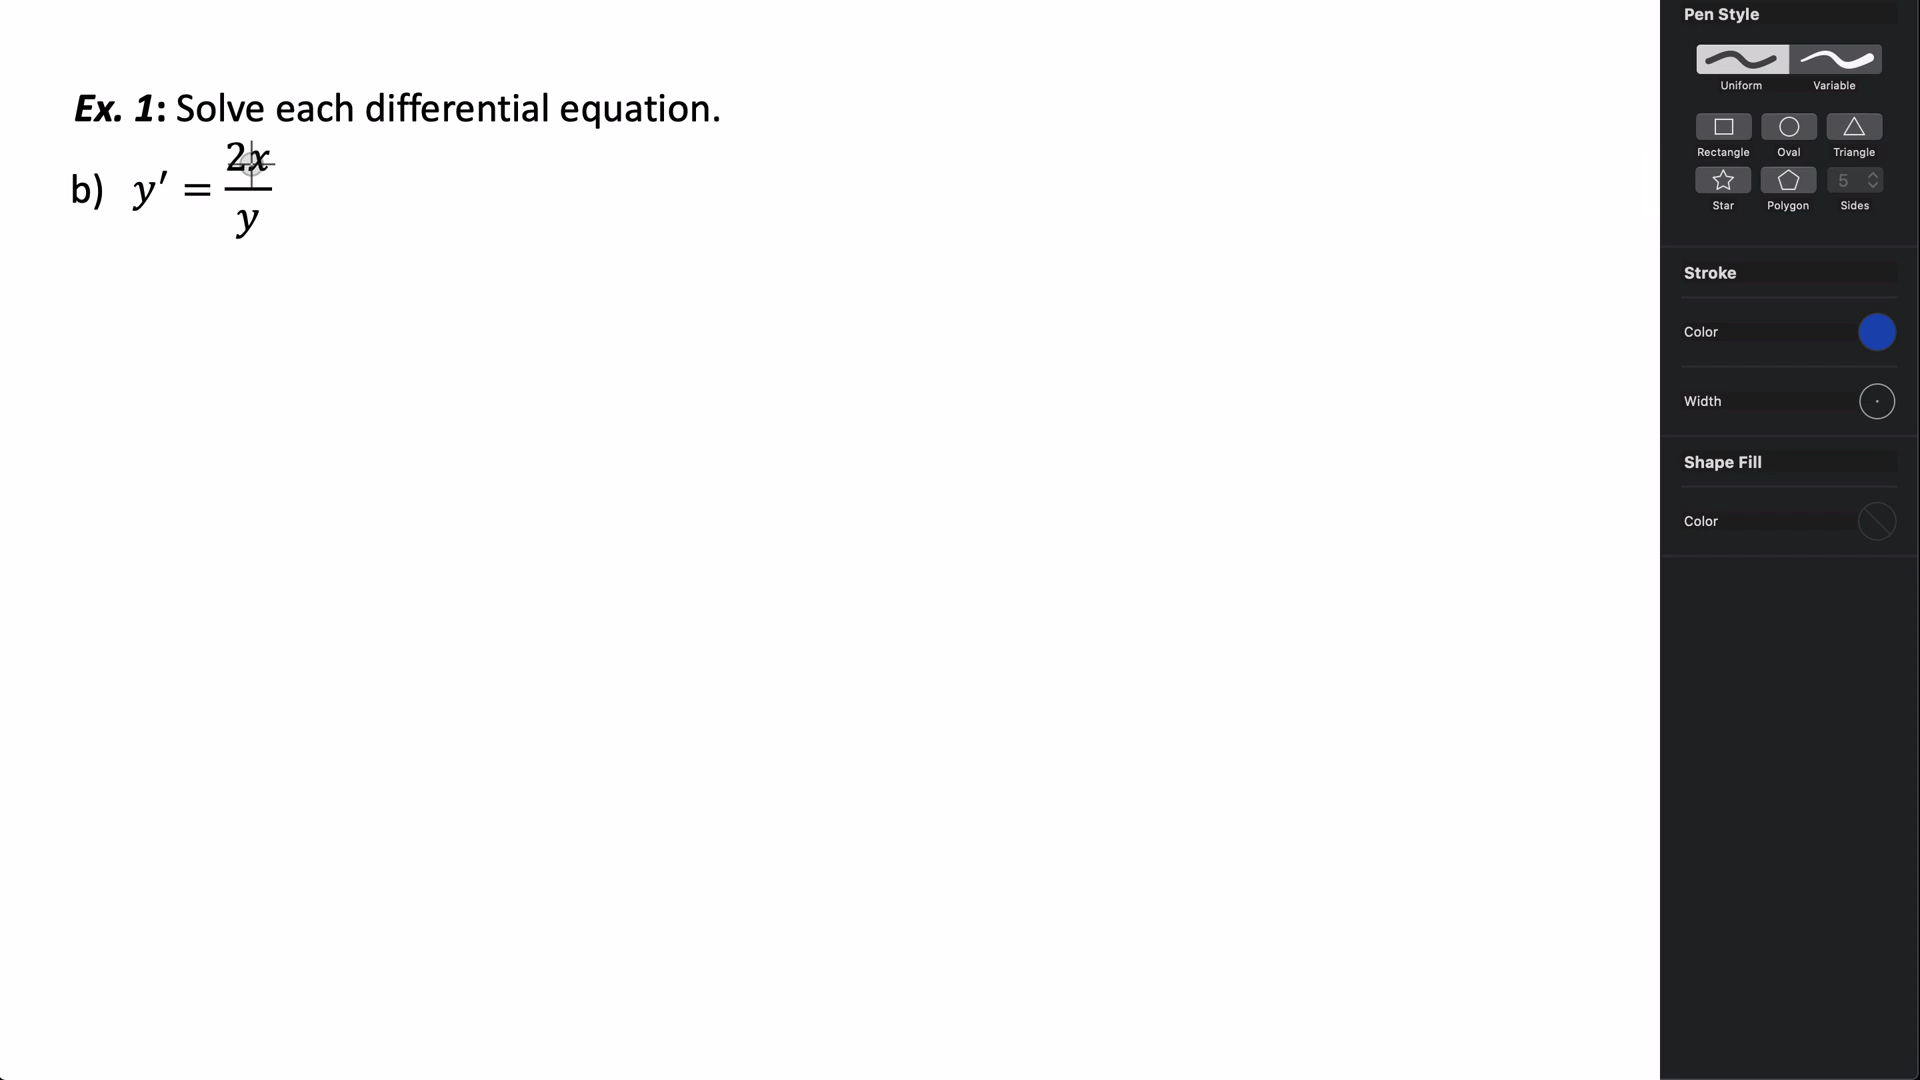 Ex. 1: Solve each differential equation.
b) y′ = 2x/y
Pen Style
Uniform Variable
Rectangle Oval Triangle
5
Star Polygon Sides
Stroke
Color
Width
Shape Fill
Color